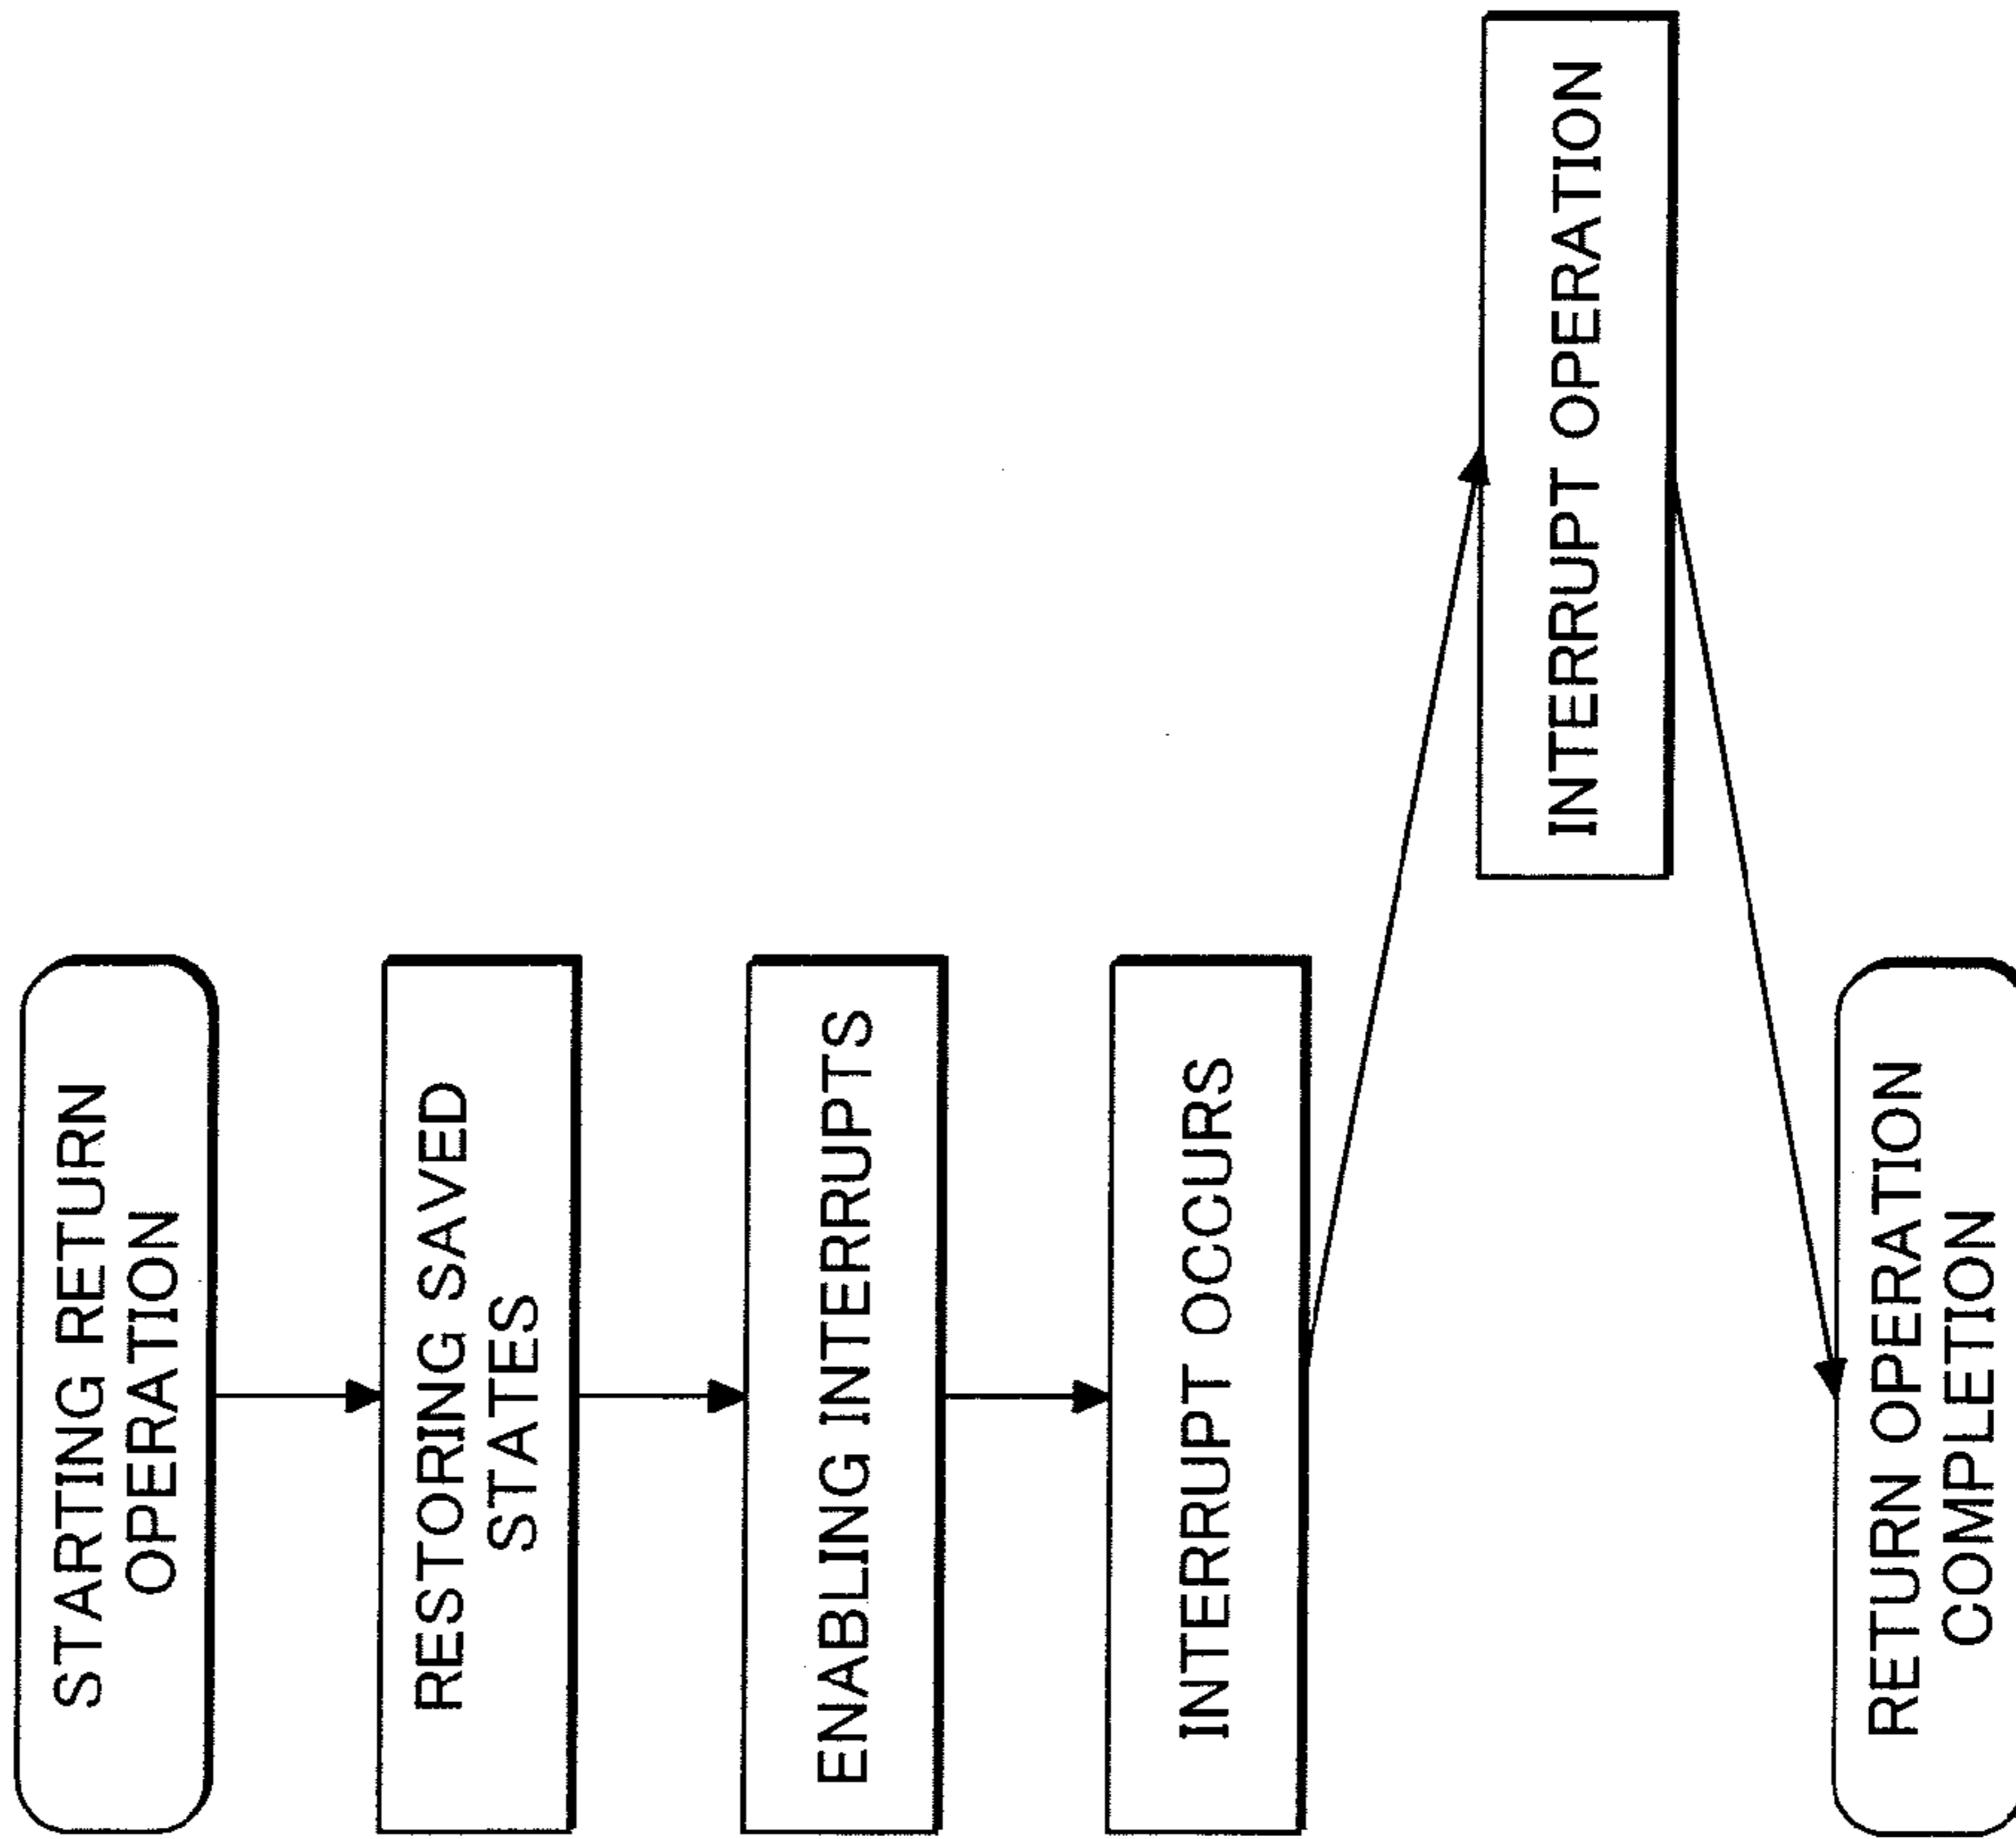 STARTING RETURN
OPERATION
RESTORING SAVED
STATES
ENABLING INTERRUPTS
INTERRUPT OCCURS
INTERRUPT OPERATION
RETURN OPERATION
COMPLETION